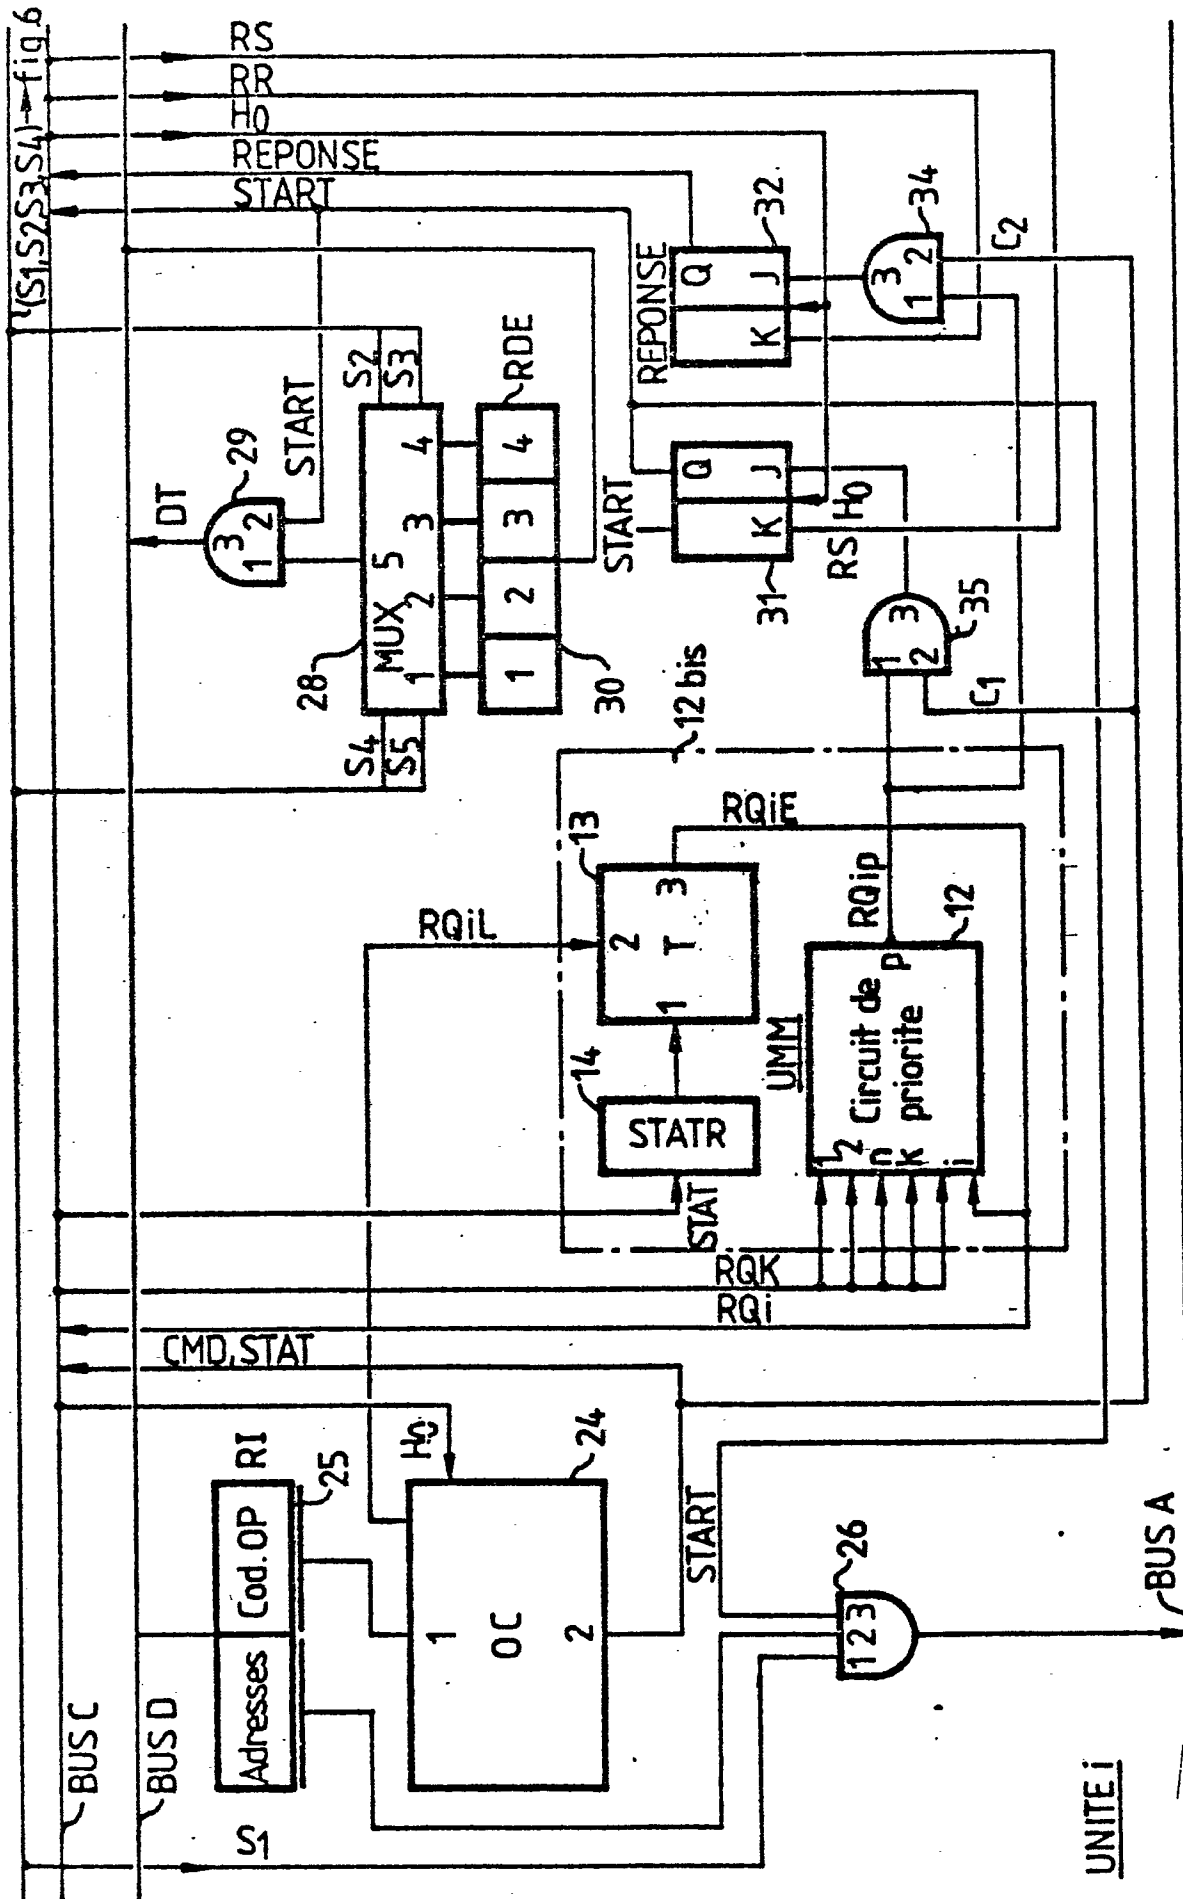 (S1,S2,S3,S4) fig.6
RS
RR
H0
REPONSE
START
S2
S3
RDE
START
DT
29
3
1 2
28
MUX 5
1 2 3 4
1 2 3 4
30
S4
S5
REPONSE
32
Q
K J
34
3
1 2
C2
START
Q
K J
31
RS H0
35
1
2
3
C1
12 bis
RQiE
13
2
T
1
3
RQiL
14
STATR
STAT
UMM
RQip
12
Circuit de
priorite
1
2
n
k
i
p
RQK
RQi
CMD,STAT
H0
RI
25
Adresses
Cod.OP
24
OC
1
2
START
26
1 2 3
BUS A
BUS C
BUS D
S1
UNITE i